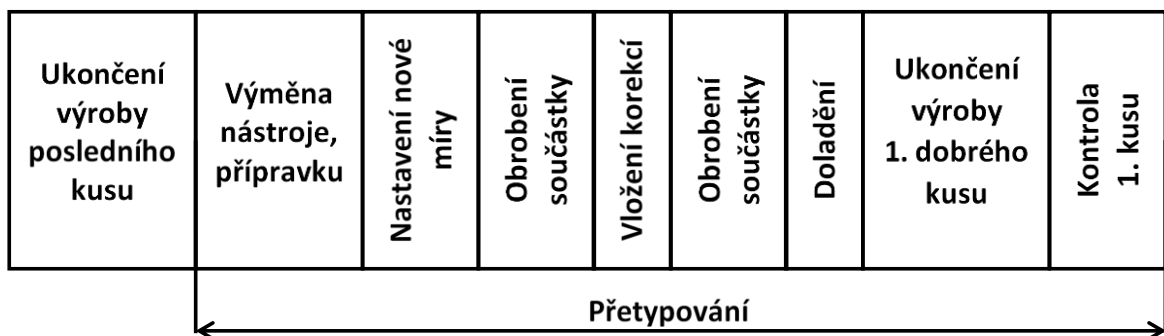 Ukončení
výroby
posledního
kusu
Výměna
nástroje,
přípravku
Nastavení nové
míry
Obrobení
součástky
Vložení korekcí
Obrobení
součástky
Doladění
Ukončení
výroby
1. dobrého
kusu
Kontrola
1. kusu
Přetypování